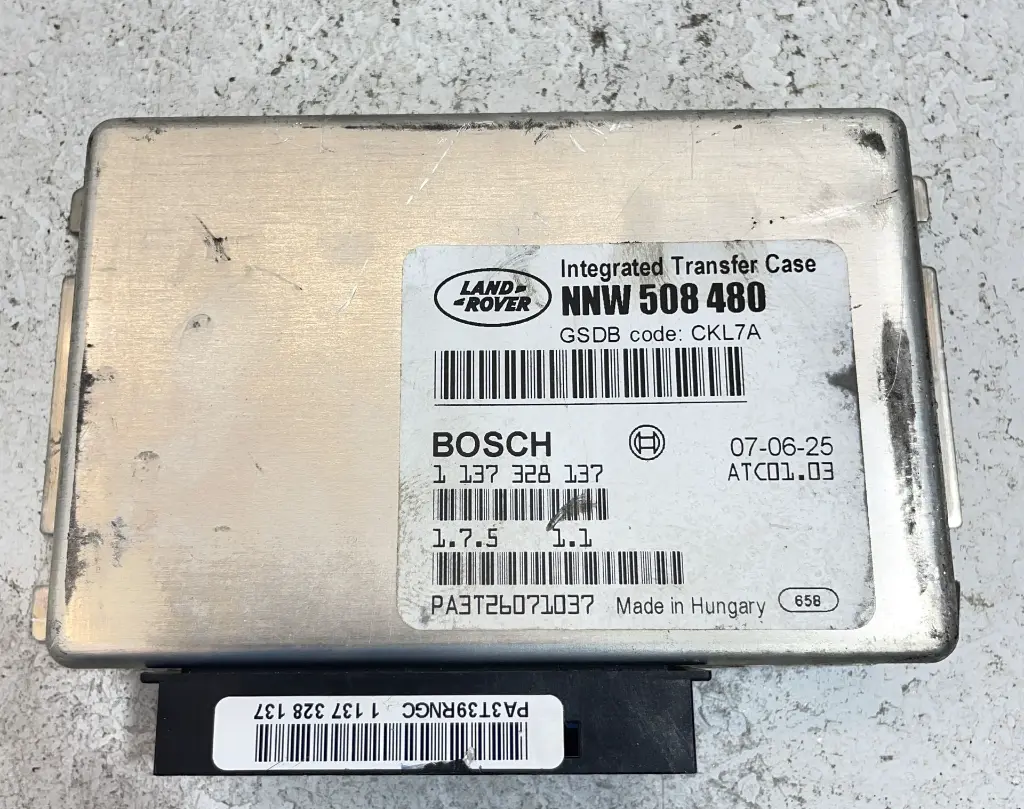 LAND
ROVER
Integrated Transfer Case
NNW 508 480
GSDB code: CKL7A
BOSCH
07-06-25
1 137 328 137
ATC01.03
1.7.5 1.1
PA3T26071037 Made in Hungary 658
PA3T39RNGC 1 137 328 137